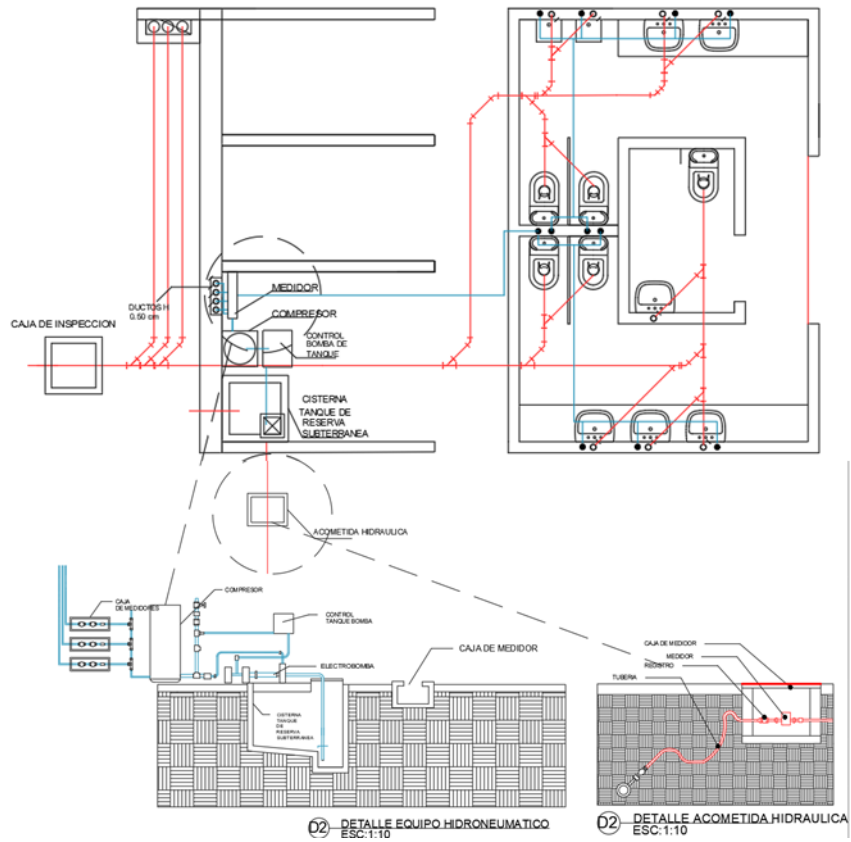 MEDIDOR
DUCTOS H
0.50 cm
COMPRESOR
CAJA DE INSPECCION
CONTROL
BOMBA DE
TANQUE
CISTERNA
TANQUE DE
RESERVA
SUBTERRANEA
ACOMETIDA HIDRAULICA
CAJA
DE MEDIDORES
COMPRESOR
CONTROL
TANQUE BOMBA
ELECTROBOMBA
CISTERNA
TANQUE
DE
RESERVA
SUBTERRANEA
CAJA DE MEDIDOR
CAJA DE MEDIDOR
MEDIDOR
REGISTRO
TUBERIA
D2 DETALLE EQUIPO HIDRONEUMATICO
ESC:1:10
D2 DETALLE ACOMETIDA HIDRAULICA
ESC:1:10